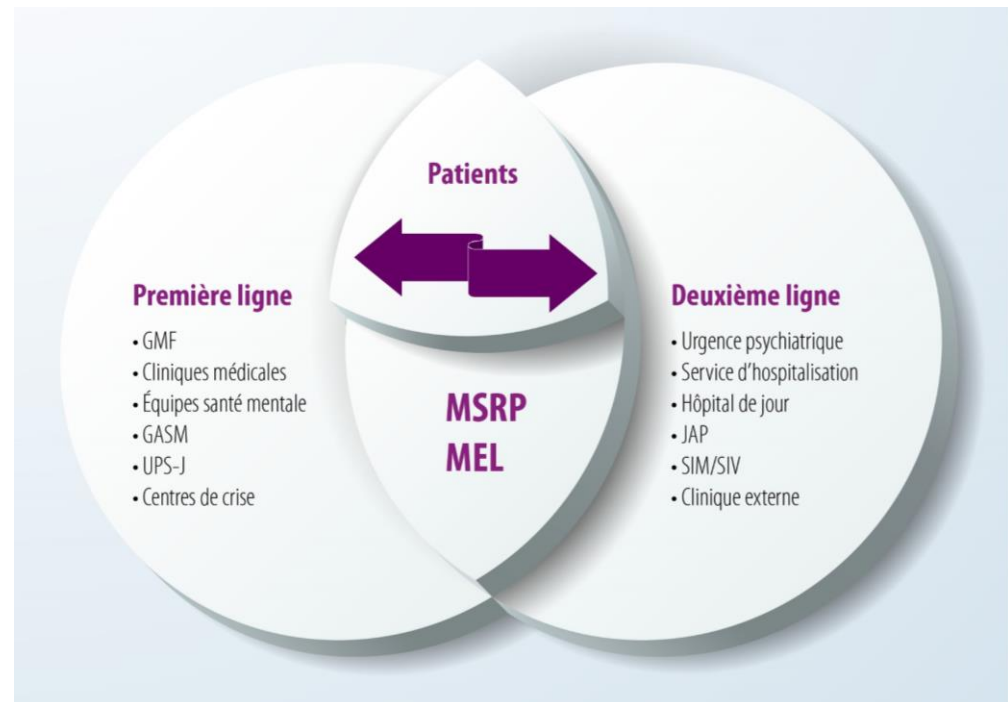 Patients
Première ligne
• GMF
• Cliniques médicales
• Équipes santé mentale
• GASM
• UPS-J
• Centres de crise
MSRP
MEL
Deuxième ligne
• Urgence psychiatrique
• Service d'hospitalisation
• Hôpital de jour
• JAP
• SIM/SIV
• Clinique externe